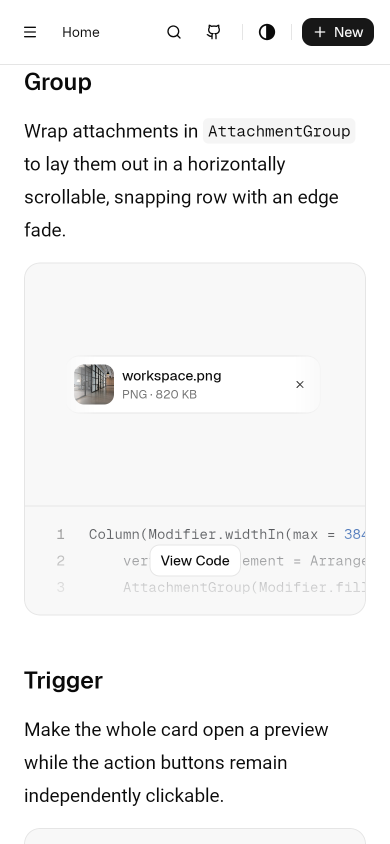 Home
New
Group
Wrap attachments in AttachmentGroup
to lay them out in a horizontally
scrollable, snapping row with an edge
fade.
workspace.png
PNG · 820 KB
1 Column(Modifier.widthIn(max = 384
2 ver ement = Arrange
View Code
3 AttachmentGroup(Modifier.fill
Trigger
Make the whole card open a preview
while the action buttons remain
independently clickable.